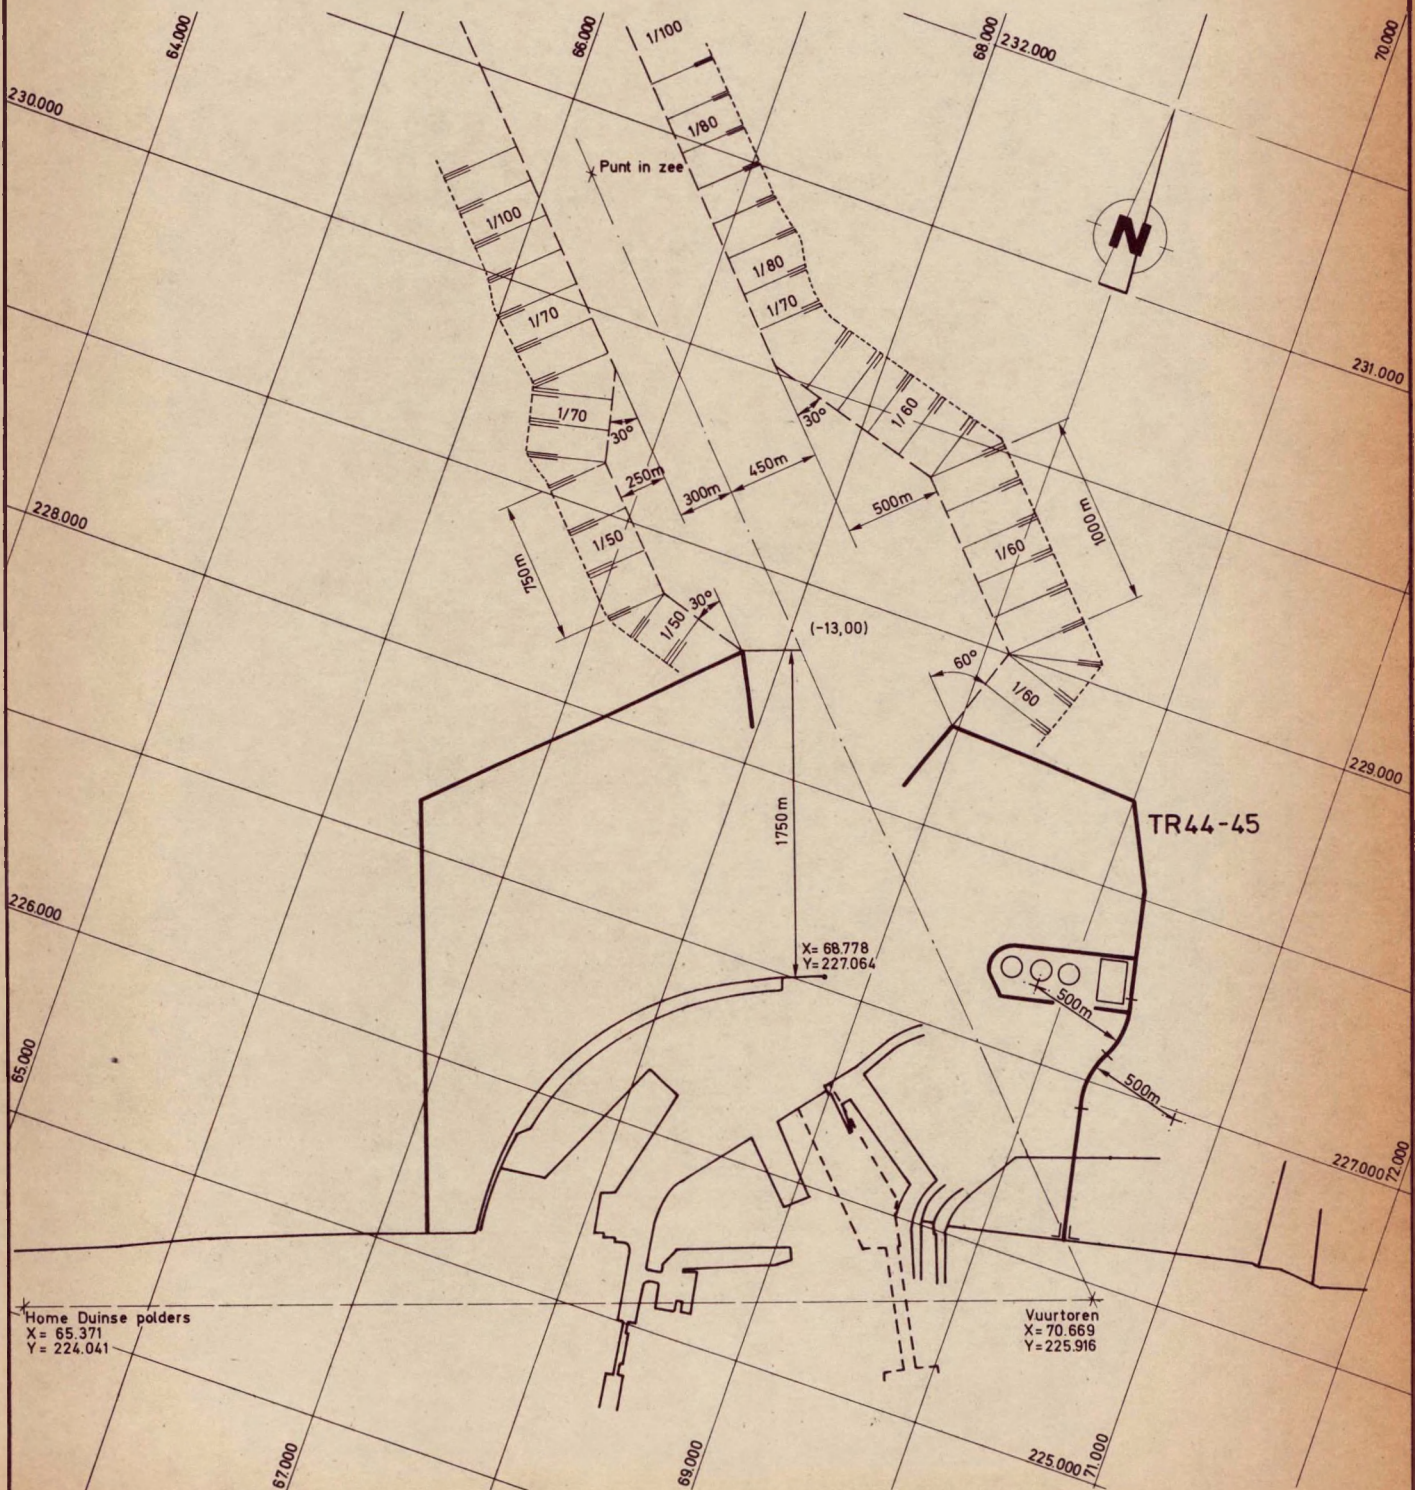 64.000
66.000
68.000
232.000
70.000
230.000
1/100
1/80
Punt in zee
1/100
N
1/80
1/70
1/70
231.000
1/70
30°
30°
1/60
250m
300m
450m
500m
1000m
228.000
1/50
750m
1/60
1/50
30°
(-13,00)
60°
1/60
229.000
1750m
TR44-45
226.000
X= 68.778
Y= 227.064
500m
65.000
500m
227.000
72.000
Home Duinse polders
X= 65.371
Y= 224.041
Vuurtoren
X= 70.669
Y= 225.916
67.000
69.000
225.000
71.000